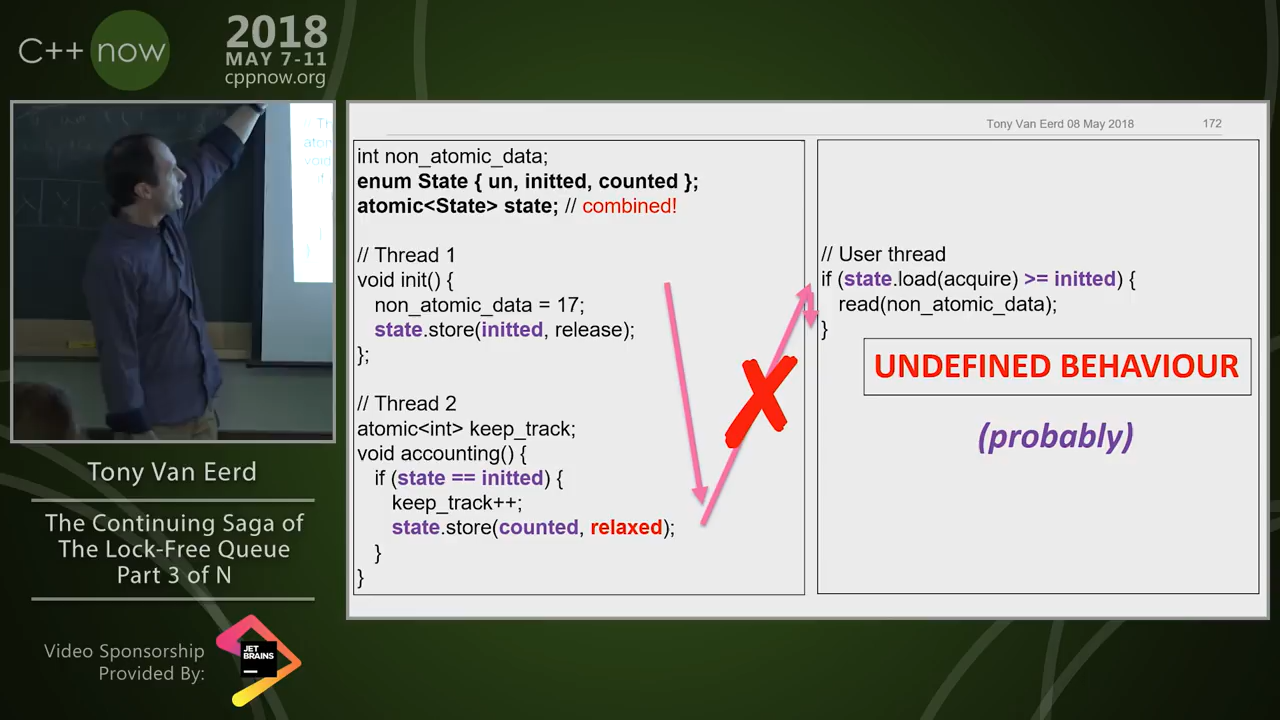 C++ now
2018
MAY 7-11
cppnow.org
Tony Van Eerd 08 May 2018 172
int non_atomic_data;
enum State { un, initted, counted };
atomic<State> state; // combined!
// Thread 1
void init() {
non_atomic_data = 17;
state.store(initted, release);
};
// Thread 2
atomic<int> keep_track;
void accounting() {
if (state == initted) {
keep_track++;
state.store(counted, relaxed);
}
}
// User thread
if (state.load(acquire) >= initted) {
read(non_atomic_data);
}
UNDEFINED BEHAVIOUR
(probably)
Tony Van Eerd
The Continuing Saga of
The Lock-Free Queue
Part 3 of N
Video Sponsorship
Provided By:
JET
BRAINS